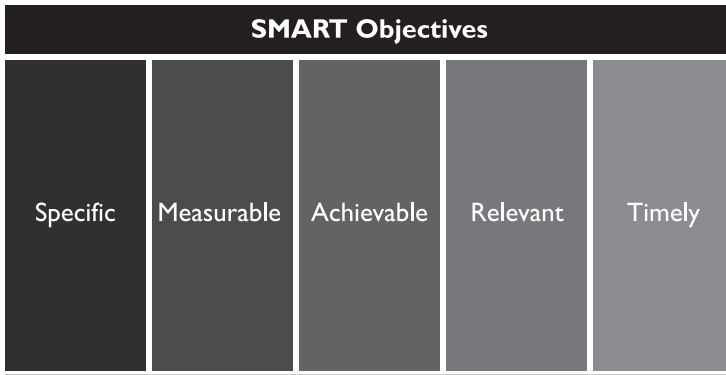 SMART Objectives
Specific
Measurable
Achievable
Relevant
Timely